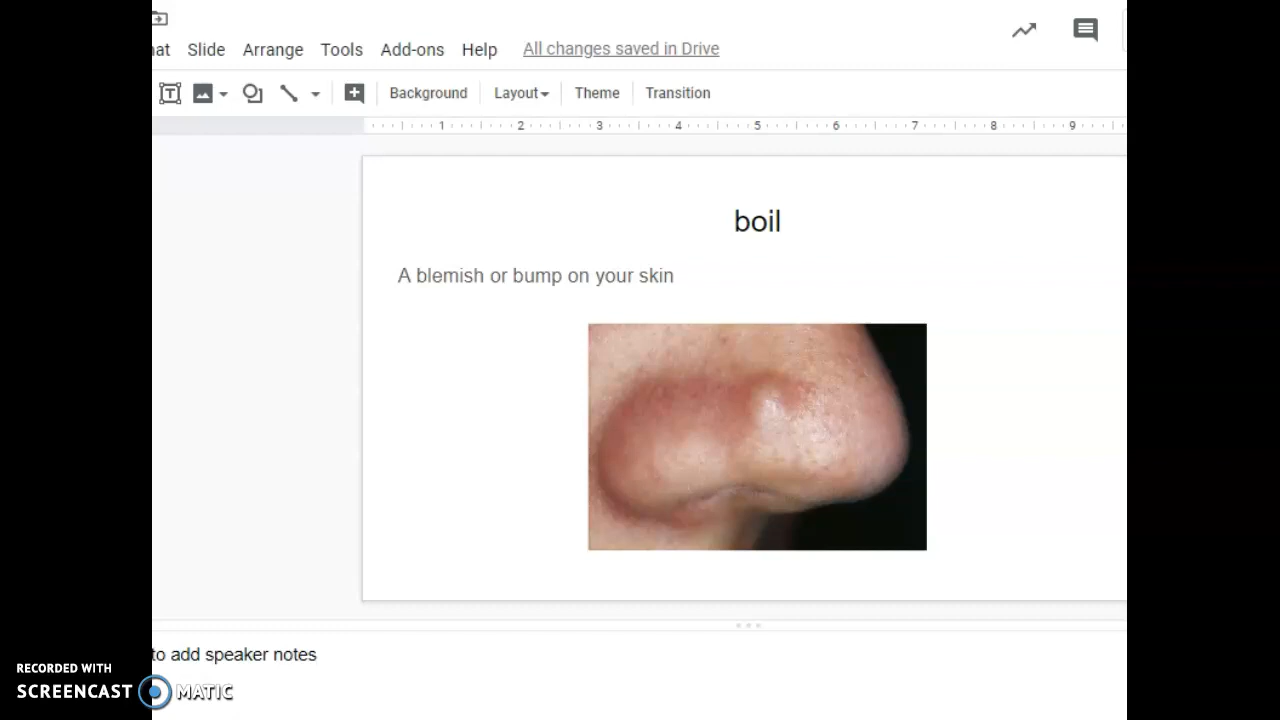 at Slide Arrange Tools Add-ons Help All changes saved in Drive
Background Layout Theme Transition
1 2 3 4 5 6 7 8 9
boil
A blemish or bump on your skin
to add speaker notes
RECORDED WITH
SCREENCAST MATIC